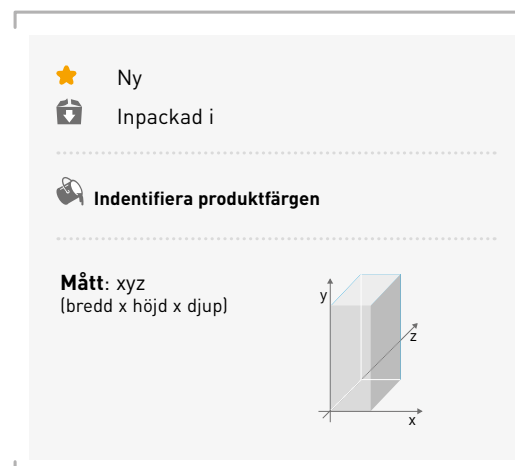 Ny
Inpackad i
Indentifiera produktfärgen
Mått: xyz
(bredd x höjd x djup)
y
z
x